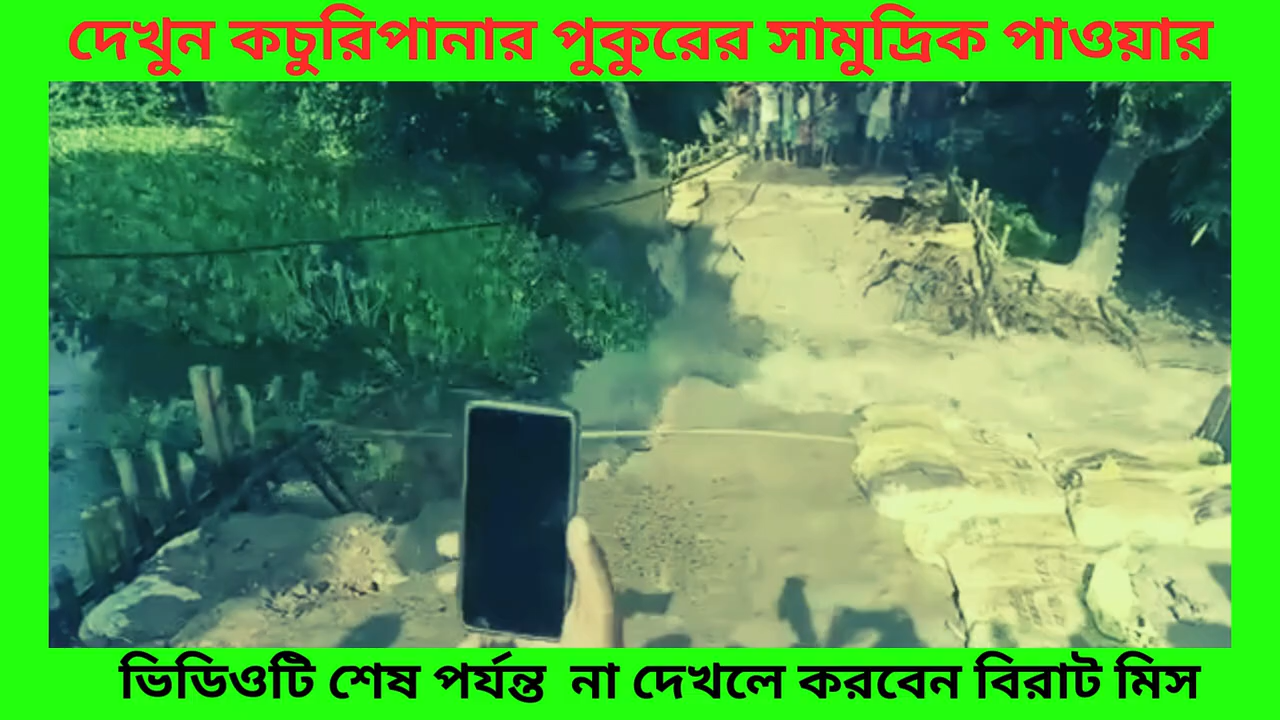 দেখুন কচুরিপানার পুকুরের সামুদ্রিক পাওয়ার
ভিডিওটি শেষ পর্যন্ত না দেখলে করবেন বিরাট মিস